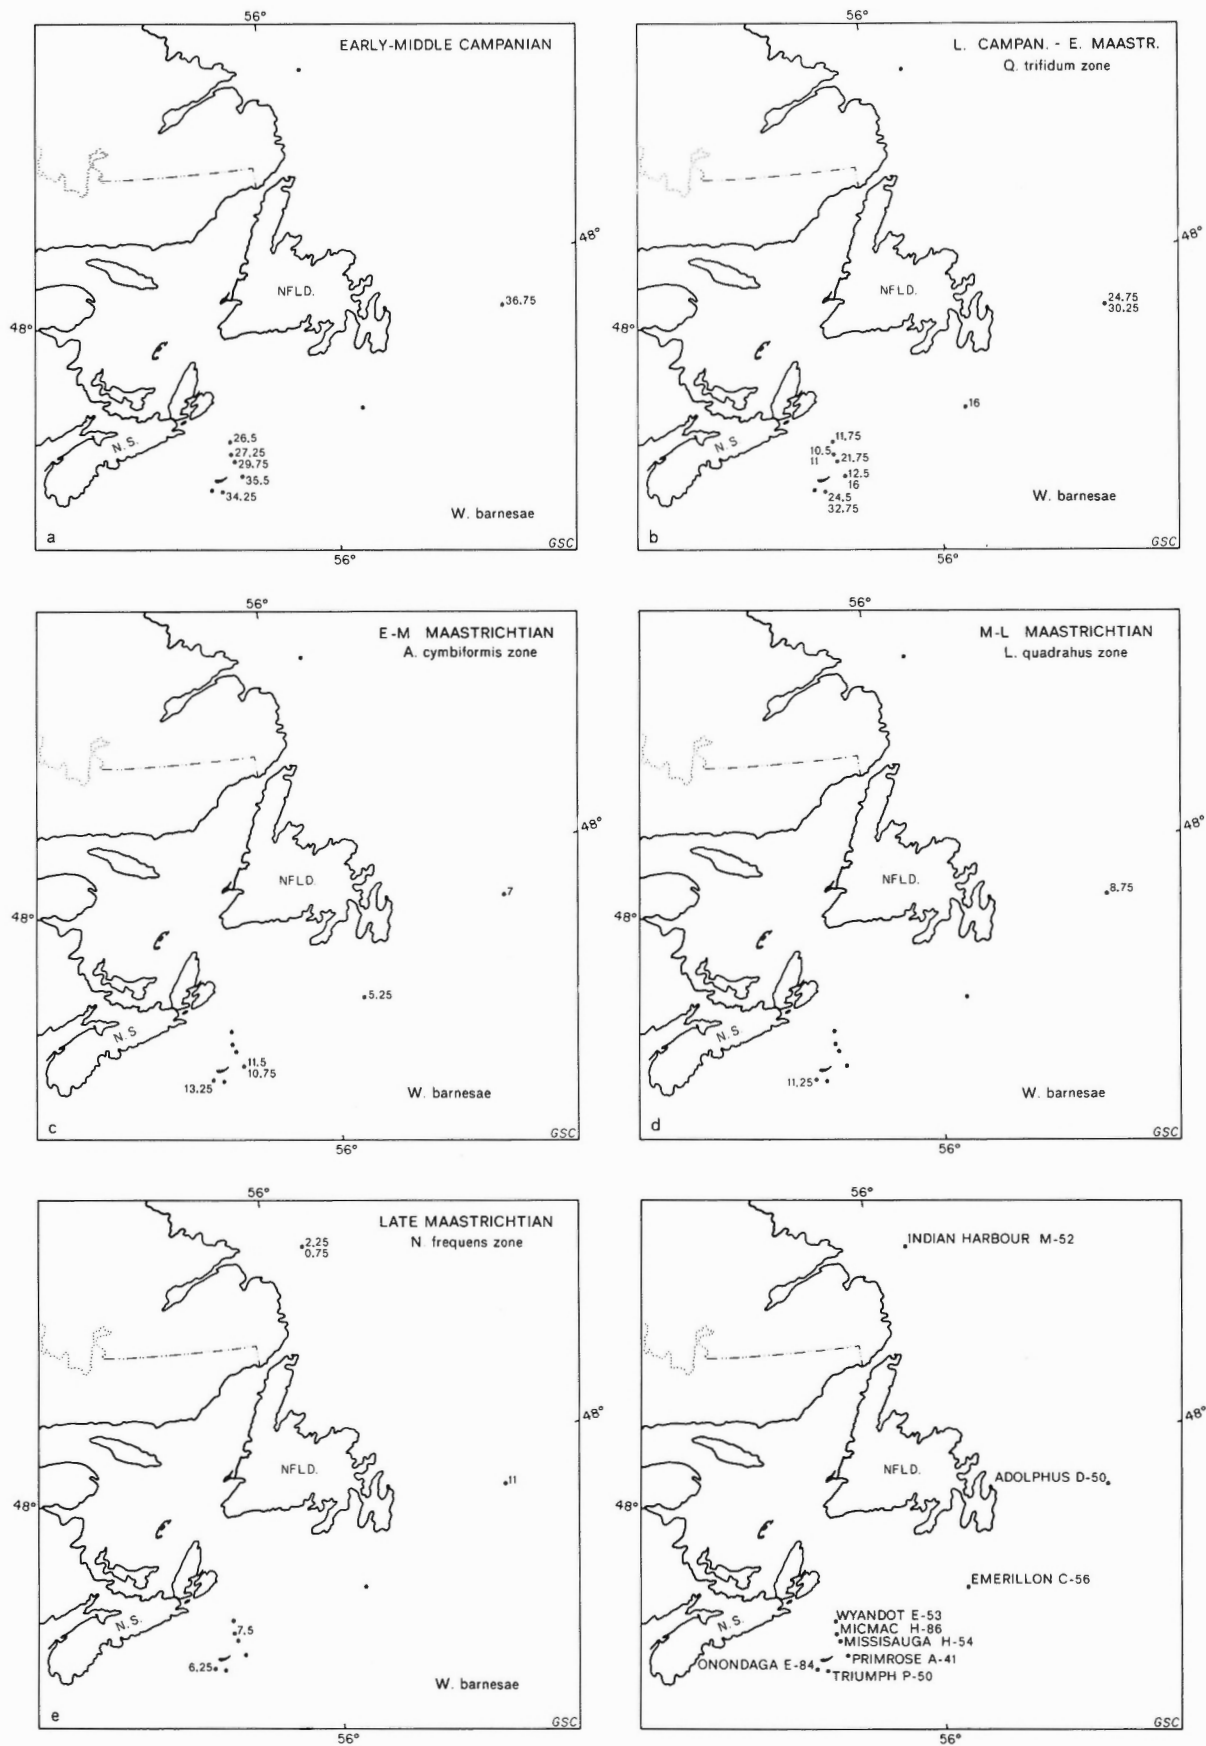 56°
EARLY-MIDDLE CAMPANIAN
48°
NFLD.
36.75
48°
N.S.
26.5
27.25
29.75
35.5
34.25
W. barnesae
a
GSC
56°
56°
L. CAMPAN. - E. MAASTR.
Q. trifidum zone
48°
NFLD.
24.75
30.25
48°
16
N.S
11.75
10.5
21.75
11
12.5
16
24.5
32.75
W. barnesae
b
GSC
56°
56°
E-M MAASTRICHTIAN
A. cymbiformis zone
48°
NFLD.
7
48°
5.25
N.S
11.5
10.75
13.25
W. barnesae
c
GSC
56°
56°
M-L MAASTRICHTIAN
L. quadrahus zone
48°
NFLD.
8.75
48°
N.S
11.25
W. barnesae
d
GSC
56°
56°
LATE MAASTRICHTIAN
N. frequens zone
2.25
0.75
48°
NFLD.
11
48°
N.S.
7.5
6.25
W. barnesae
e
GSC
56°
56°
INDIAN HARBOUR M-52
48°
NFLD.
ADOLPHUS D-50
48°
EMERILLON C-56
N.S.
WYANDOT E-53
MICMAC H-86
MISSISAUGA H-54
PRIMROSE A-41
ONONDAGA E-84
TRIUMPH P-50
GSC
56°